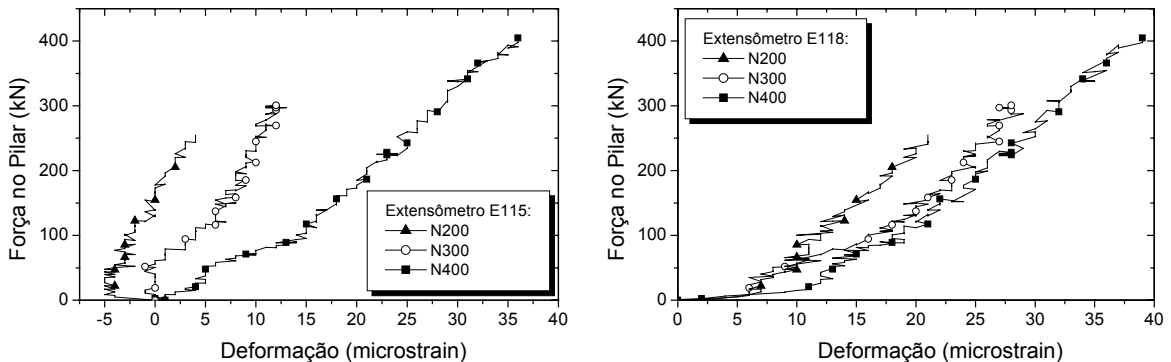 400
300
200
100
0
-5 0 5 10 15 20 25 30 35 40
Força no Pilar (kN)
Deformação (microstrain)
Extensômetro E115:
N200
N300
N400
400
300
200
100
0
0 5 10 15 20 25 30 35 40
Força no Pilar (kN)
Deformação (microstrain)
Extensômetro E118:
N200
N300
N400